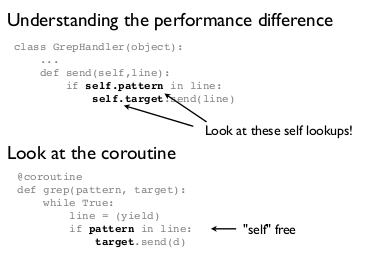 Understanding the performance difference
class GrepHandler(object):
...
def send(self,line):
if self.pattern in line:
self.target.send(line)
Look at these self lookups!
Look at the coroutine
@coroutine
def grep(pattern, target):
while True:
line = (yield)
if pattern in line:
"self" free
target.send(d)